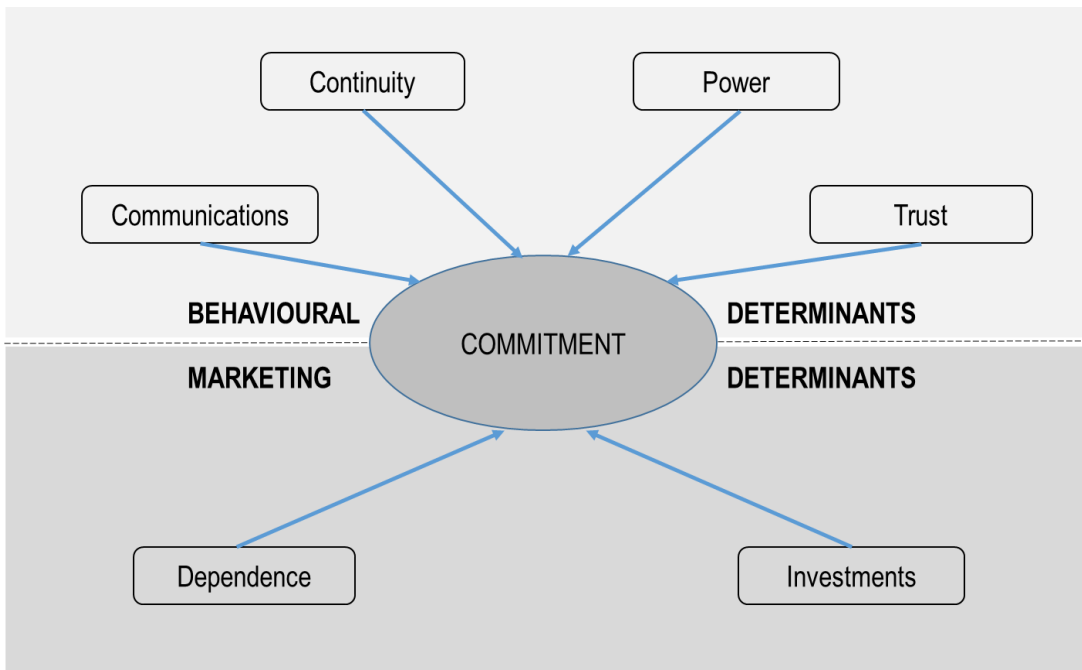 Continuity
Power
Communications
Trust
BEHAVIOURAL
DETERMINANTS
COMMITMENT
MARKETING
DETERMINANTS
Dependence
Investments